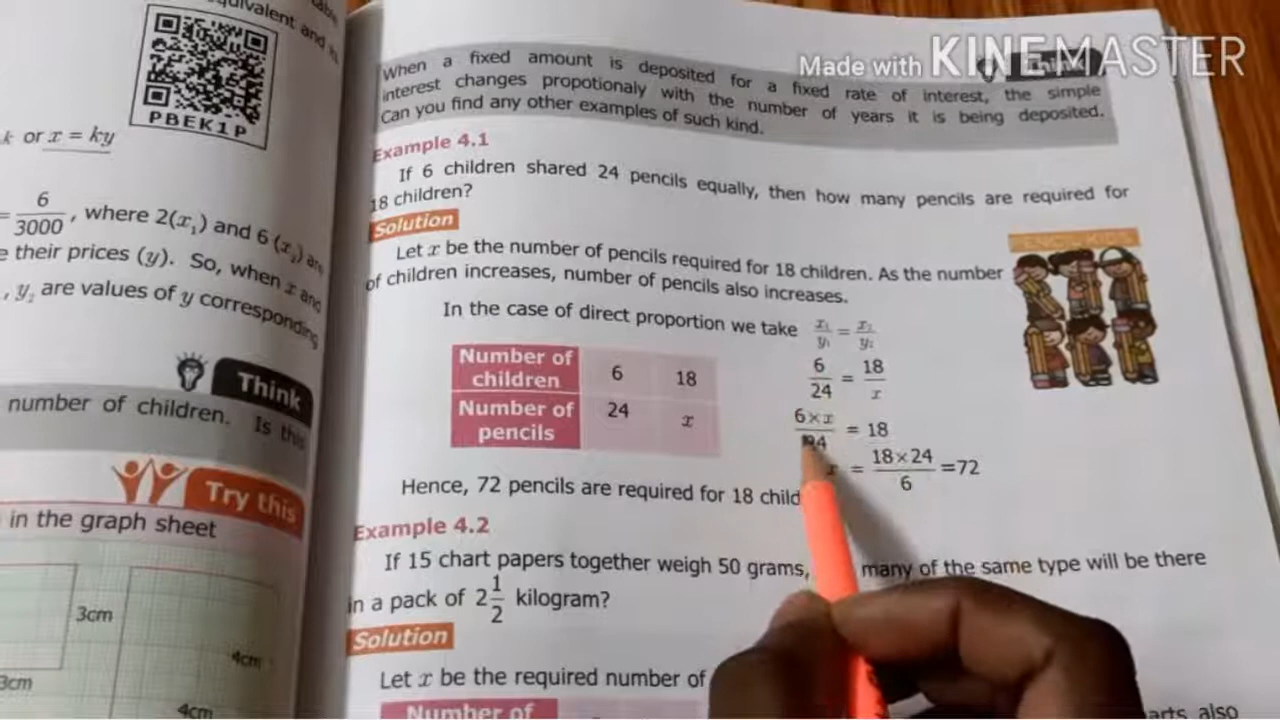 equivalent and
PBEK1P
k or x = ky
= 6/3000, where 2(x₁) and 6 (x₂) are
e their prices (y). So, when x and
, y₂ are values of y corresponding
Think
number of children. Is this
Try this
in the graph sheet
3cm
4cm
3cm
4cm
Made with KINEMASTER
Think
When a fixed amount is deposited for a fixed rate of interest, the simple
interest changes propotionaly with the number of years it is being deposited.
Can you find any other examples of such kind.
Example 4.1
If 6 children shared 24 pencils equally, then how many pencils are required for
18 children?
Solution
Let x be the number of pencils required for 18 children. As the number
of children increases, number of pencils also increases.
In the case of direct proportion we take x₁/y₁ = x₂/y₂
Number of children 6 18
Number of pencils 24 x
6/24 = 18/x
6×x/24 = 18
x = 18×24/6 =72
Hence, 72 pencils are required for 18 child
Example 4.2
If 15 chart papers together weigh 50 grams, many of the same type will be there
in a pack of 2 1/2 kilogram?
Solution
Let x be the required number of
arts also
Number of